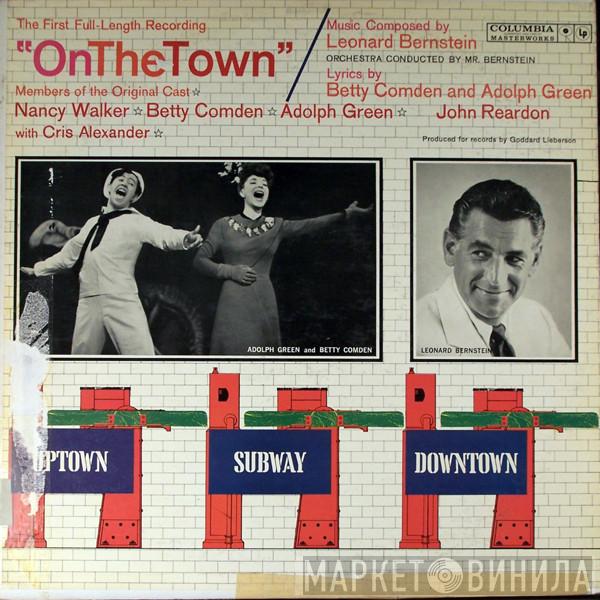 The First Full-Length Recording
"OnTheTown"
Members of the Original Cast☆
Nancy Walker☆Betty Comden☆Adolph Green☆ John Reardon
with Cris Alexander☆
Music Composed by
Leonard Bernstein
ORCHESTRA CONDUCTED BY MR. BERNSTEIN
Lyrics by
Betty Comden and Adolph Green
COLUMBIA
MASTERWORKS
Lp
Produced for records by Goddard Lieberson
ADOLPH GREEN and BETTY COMDEN
LEONARD BERNSTEIN
UPTOWN
SUBWAY
DOWNTOWN
МАРКЕТ ВИНИЛА